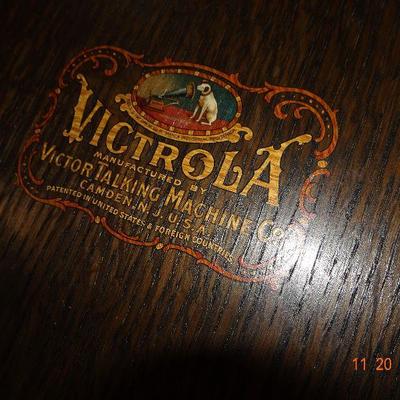 VICTROLA
MANUFACTURED BY
VICTOR TALKING MACHINE CO.
CAMDEN. N. J. U. S. A.
PATENTED IN UNITED STATES & FOREIGN COUNTRIES
11 20